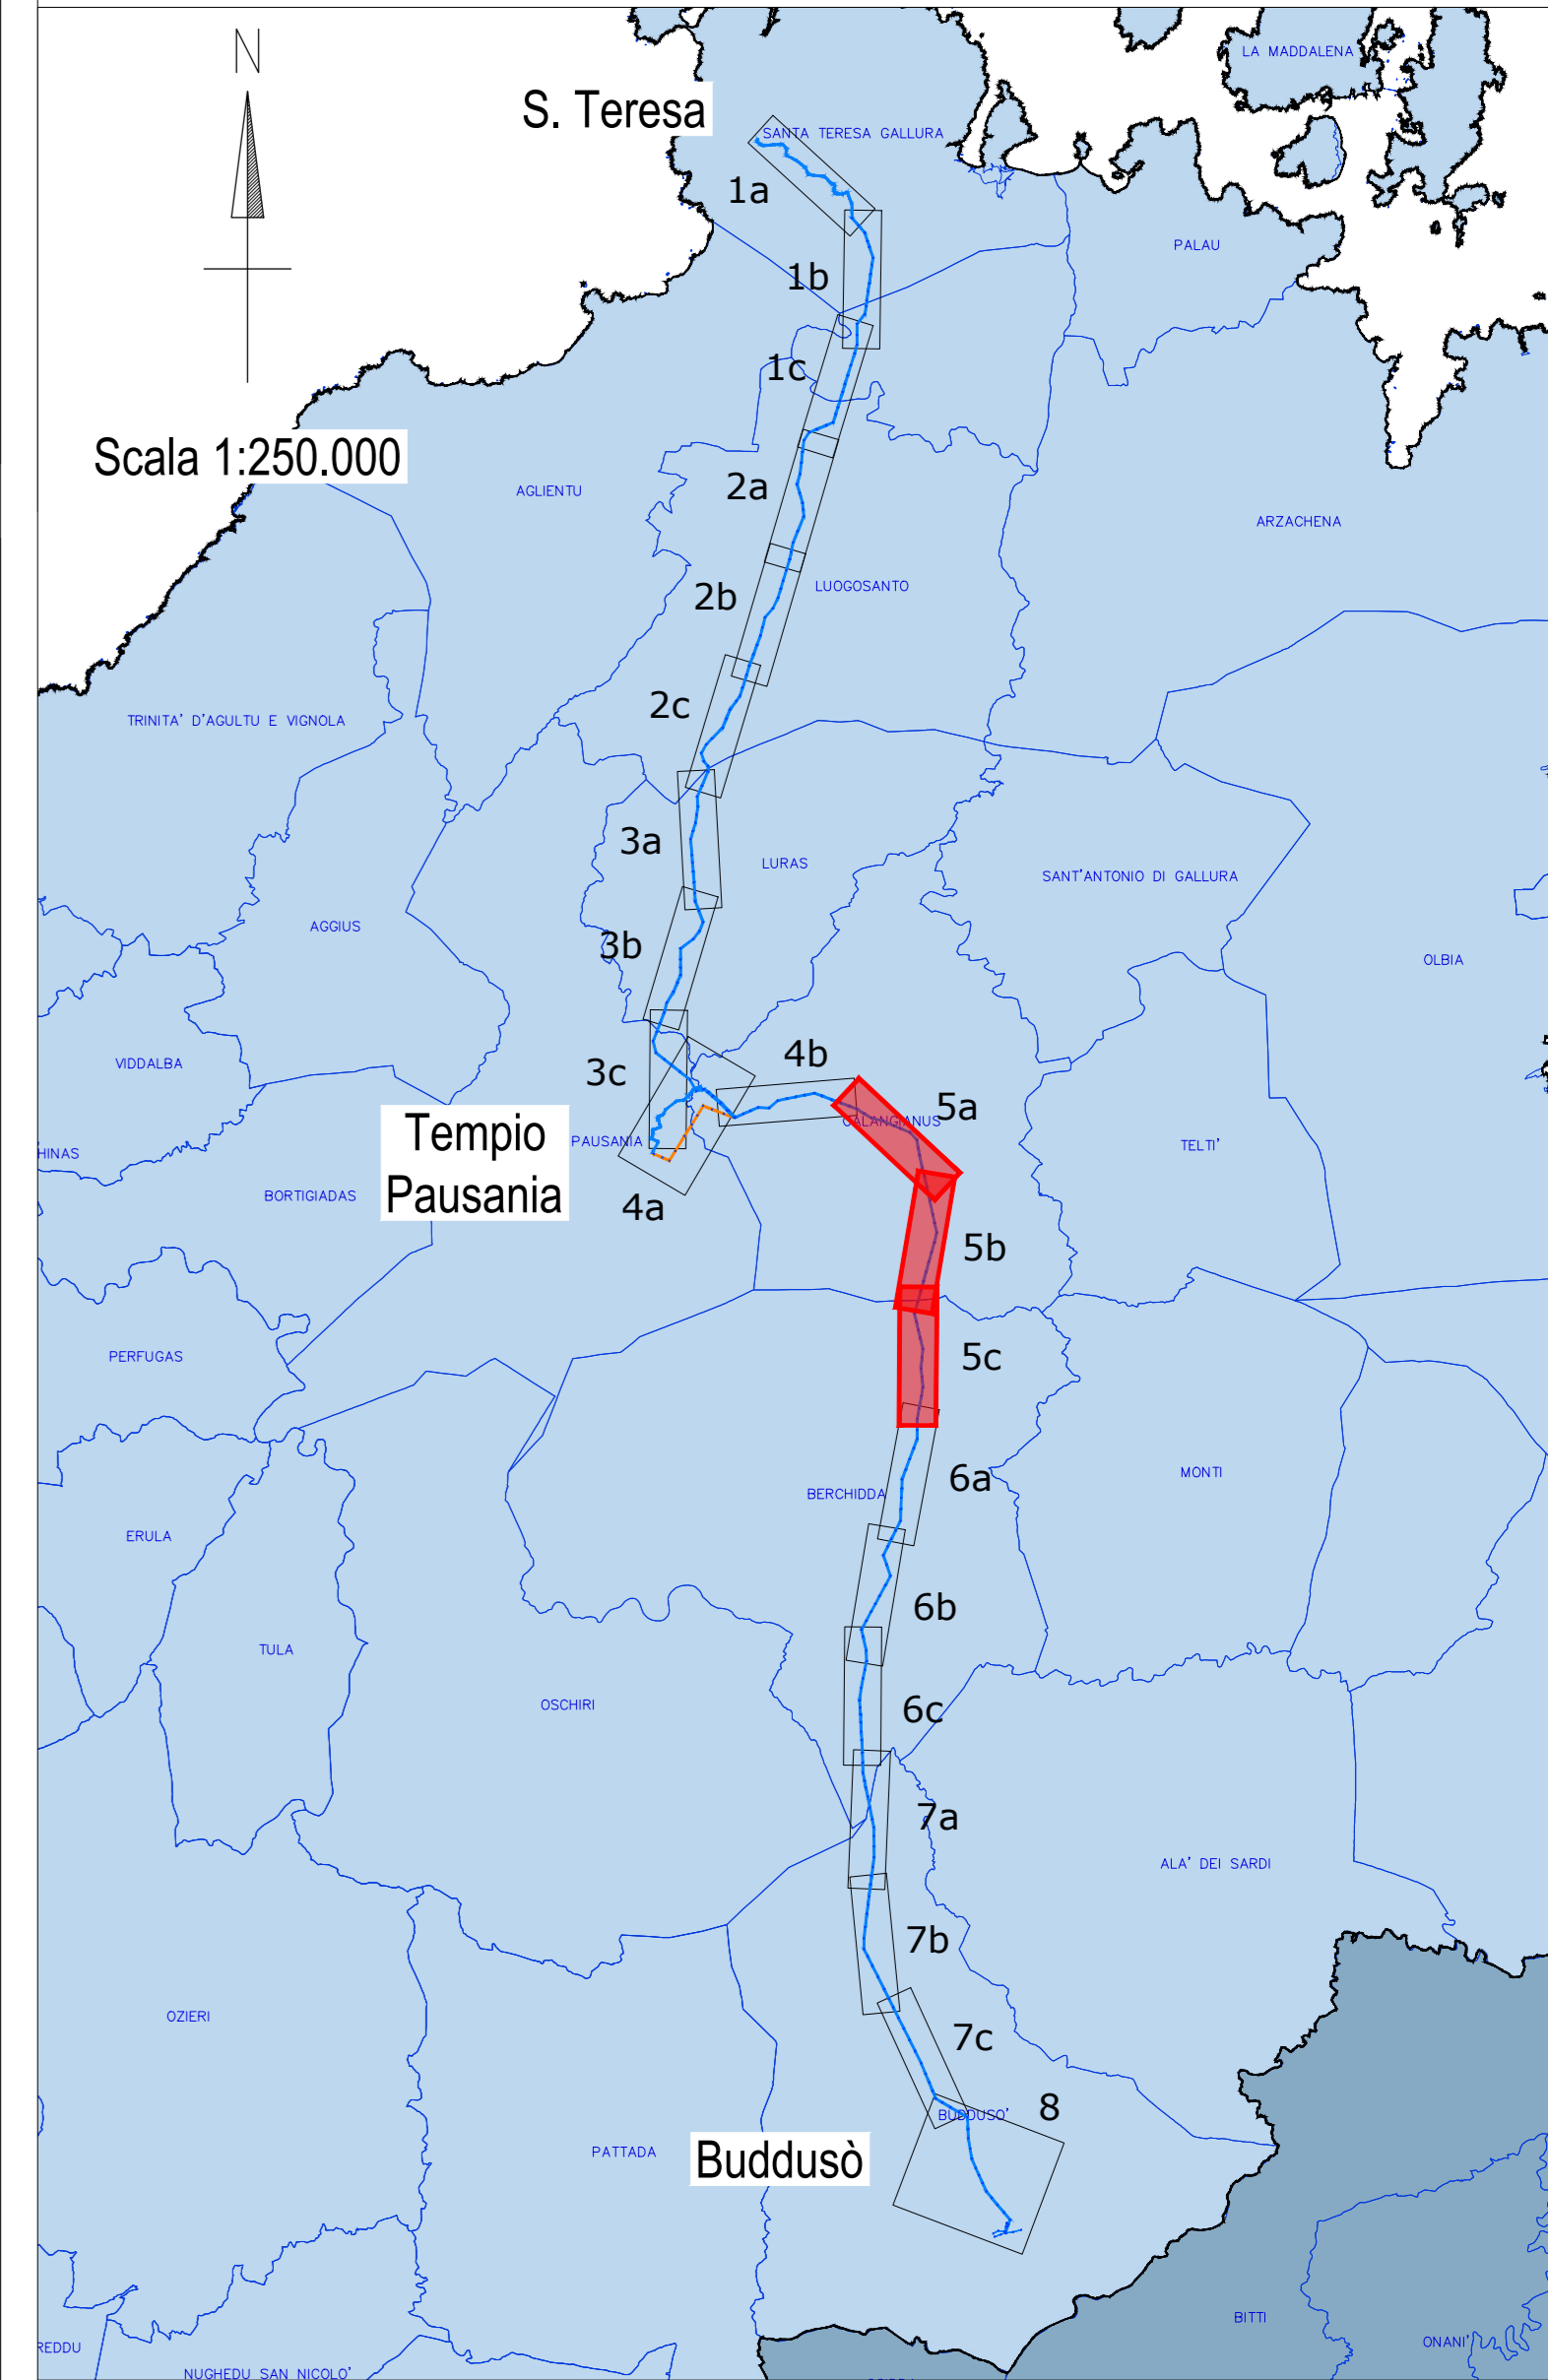 N
LA MADDALENA
S. Teresa
SANTA TERESA GALLURA
1a
PALAU
1b
1c
Scala 1:250.000
2a
AGLIENTU
ARZACHENA
2b
LUOGOSANTO
2c
TRINITA' D'AGULTU E VIGNOLA
3a
LURAS
SANT'ANTONIO DI GALLURA
AGGIUS
3b
OLBIA
4b
VIDDALBA
3c
5a
CALANGIANUS
Tempio
Pausania
PAUSANIA
TELTI'
HINAS
BORTIGIADAS
4a
5b
PERFUGAS
5c
6a
MONTI
BERCHIDDA
ERULA
6b
TULA
OSCHIRI
6c
7a
ALA' DEI SARDI
7b
OZIERI
7c
8
BUDDUSO'
PATTADA
Buddusò
BITTI
ONANI'
REDDU
NUGHEDU SAN NICOLO'